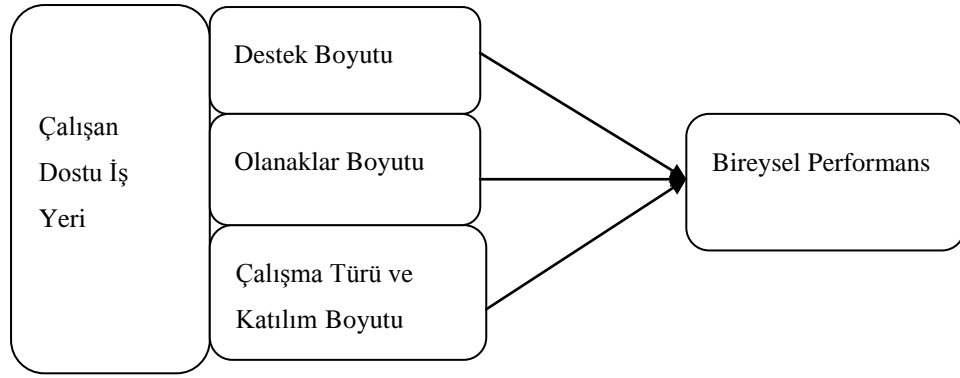 Çalışan
Dostu İş
Yeri
Destek Boyutu
Olanaklar Boyutu
Çalışma Türü ve
Katılım Boyutu
Bireysel Performans